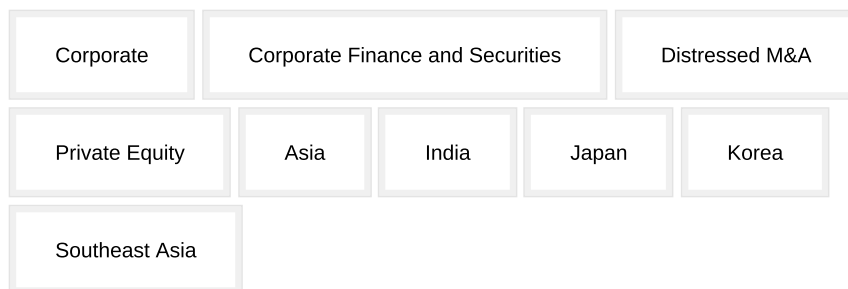 Corporate Corporate Finance and Securities Distressed M&A
Private Equity Asia India Japan Korea
Southeast Asia